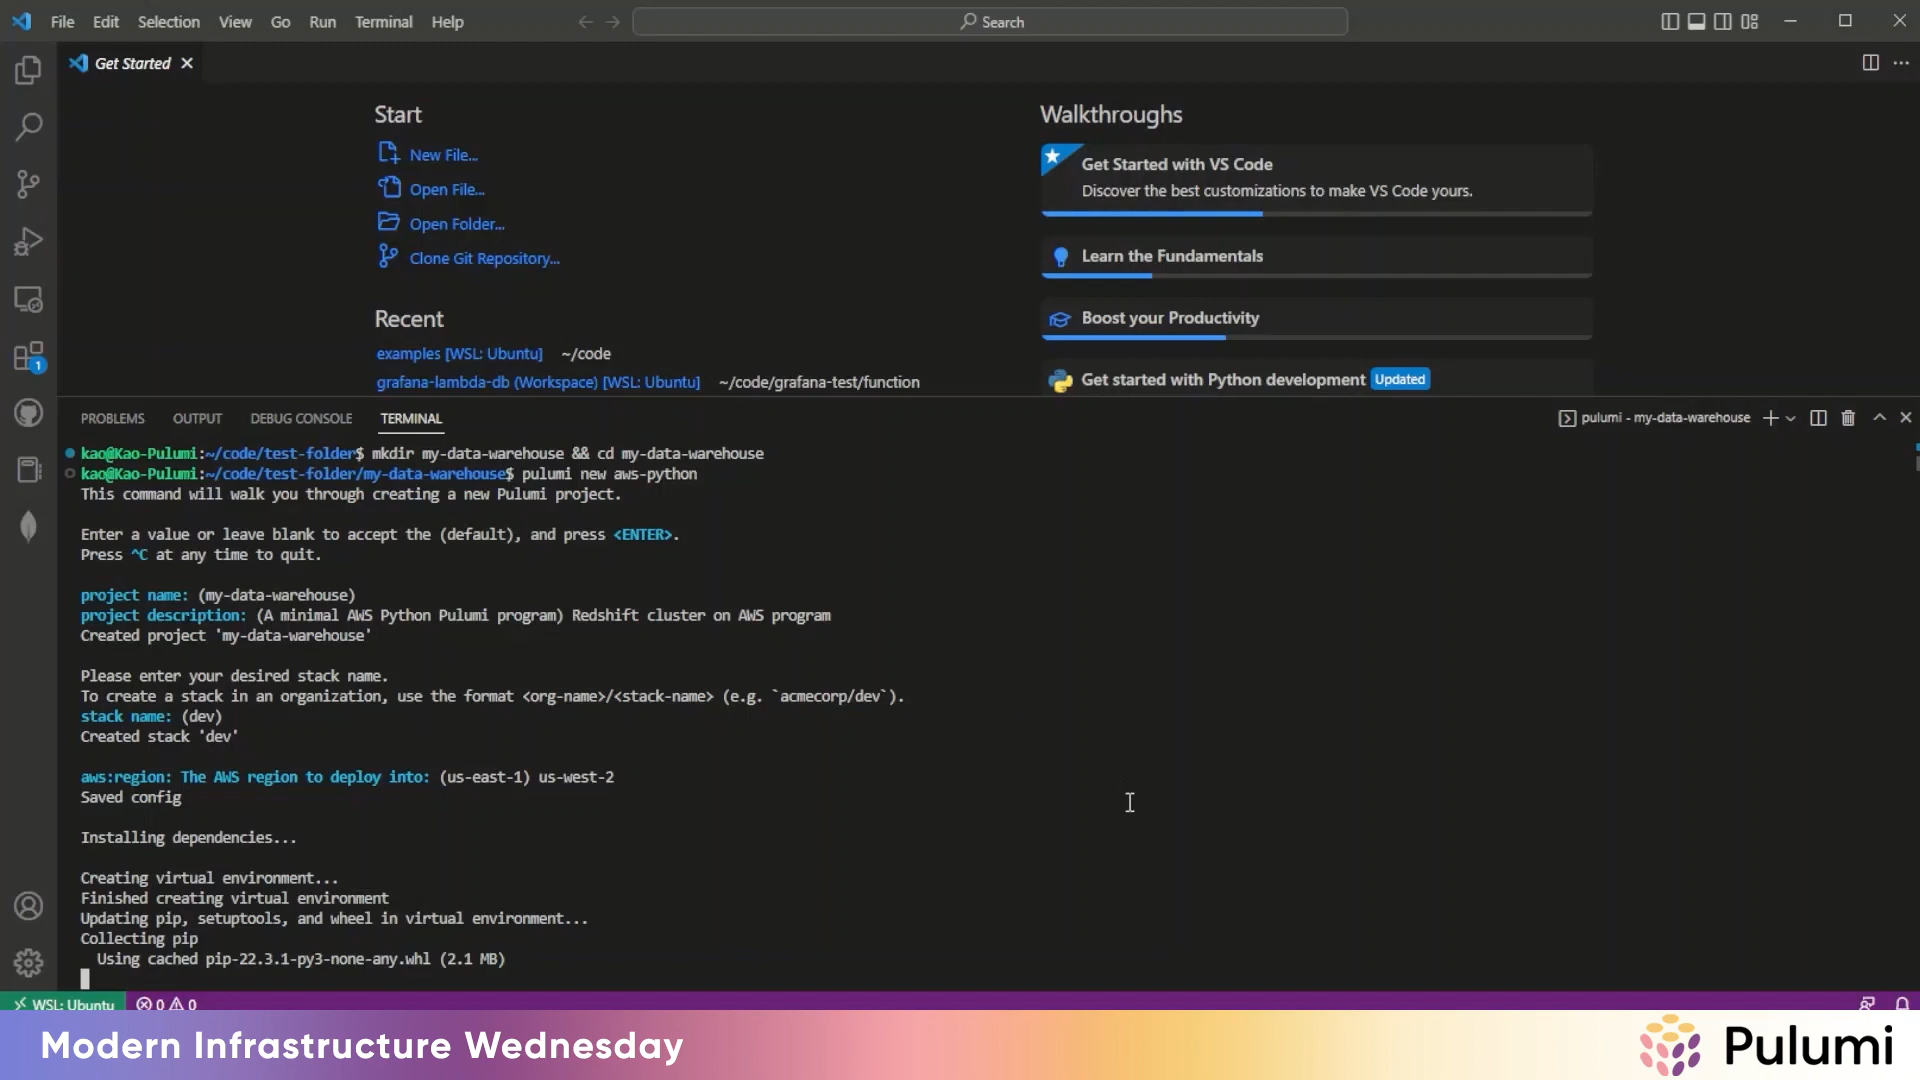 File Edit Selection View Go Run Terminal Help
Search
Get Started
Start
New File...
Open File...
Open Folder...
Clone Git Repository...
Recent
examples [WSL: Ubuntu] ~/code
grafana-lambda-db (Workspace) [WSL: Ubuntu] ~/code/grafana-test/function
Walkthroughs
Get Started with VS Code
Discover the best customizations to make VS Code yours.
Learn the Fundamentals
Boost your Productivity
Get started with Python development Updated
1
PROBLEMS OUTPUT DEBUG CONSOLE TERMINAL
pulumi - my-data-warehouse
kao@Kao-Pulumi:~/code/test-folder$ mkdir my-data-warehouse && cd my-data-warehouse
kao@Kao-Pulumi:~/code/test-folder/my-data-warehouse$ pulumi new aws-python
This command will walk you through creating a new Pulumi project.
Enter a value or leave blank to accept the (default), and press <ENTER>.
Press ^C at any time to quit.
project name: (my-data-warehouse)
project description: (A minimal AWS Python Pulumi program) Redshift cluster on AWS program
Created project 'my-data-warehouse'
Please enter your desired stack name.
To create a stack in an organization, use the format <org-name>/<stack-name> (e.g. `acmecorp/dev`).
stack name: (dev)
Created stack 'dev'
aws:region: The AWS region to deploy into: (us-east-1) us-west-2
Saved config
Installing dependencies...
Creating virtual environment...
Finished creating virtual environment
Updating pip, setuptools, and wheel in virtual environment...
Collecting pip
Using cached pip-22.3.1-py3-none-any.whl (2.1 MB)
WSL: Ubuntu 0 0
Modern Infrastructure Wednesday
Pulumi